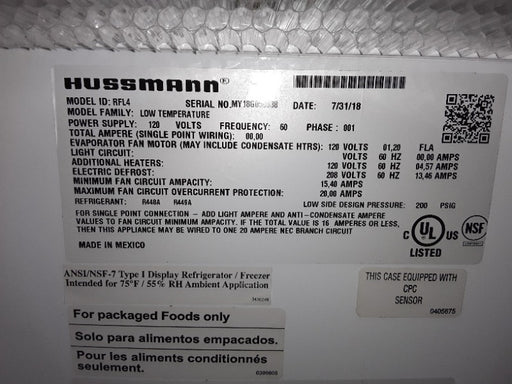 HUSSMANN®
MODEL ID: RFL4 SERIAL NO. DATE: 7/31/18
MODEL FAMILY: LOW TEMPERATURE
POWER SUPPLY: 120 VOLTS FREQUENCY: 60 PHASE: 001
TOTAL AMPERE (SINGLE POINT WIRING): 00,00
EVAPORATOR FAN MOTOR (MAY INCLUDE CONDENSATE HTRS): 120 VOLTS 01,20 FLA
LIGHT CIRCUIT: 120 VOLTS 60 HZ 00,00 AMPS
ADDITIONAL HEATERS: 120 VOLTS 60 HZ 04,57 AMPS
ELECTRIC DEFROST: 208 VOLTS 60 HZ 13,46 AMPS
MINIMUM FAN CIRCUIT AMPACITY: 15,40 AMPS
MAXIMUM FAN CIRCUIT OVERCURRENT PROTECTION: 20,00 AMPS
REFRIGERANT: R448A R449A LOW SIDE DESIGN PRESSURE: 200 PSIG
FOR SINGLE POINT CONNECTION - ADD LIGHT AMPERE AND ANTI-CONDENSATE AMPERE
VALUES TO FAN CIRCUIT MINIMUM AMPACITY. IF THE TOTAL VALUE IS 16 AMPERES OR LESS,
THEN THIS APPLIANCE MAY BE WIRED TO ONE 20 AMPERE NEC BRANCH CIRCUIT
MADE IN MEXICO
C UL US
LISTED
NSF
ANSI/NSF-7 Type I Display Refrigerator / Freezer
Intended for 75°F / 55% RH Ambient Application
THIS CASE EQUIPPED WITH
CPC
SENSOR
0405675
For packaged Foods only
Solo para alimentos empacados.
Pour les aliments conditionnés
seulement.